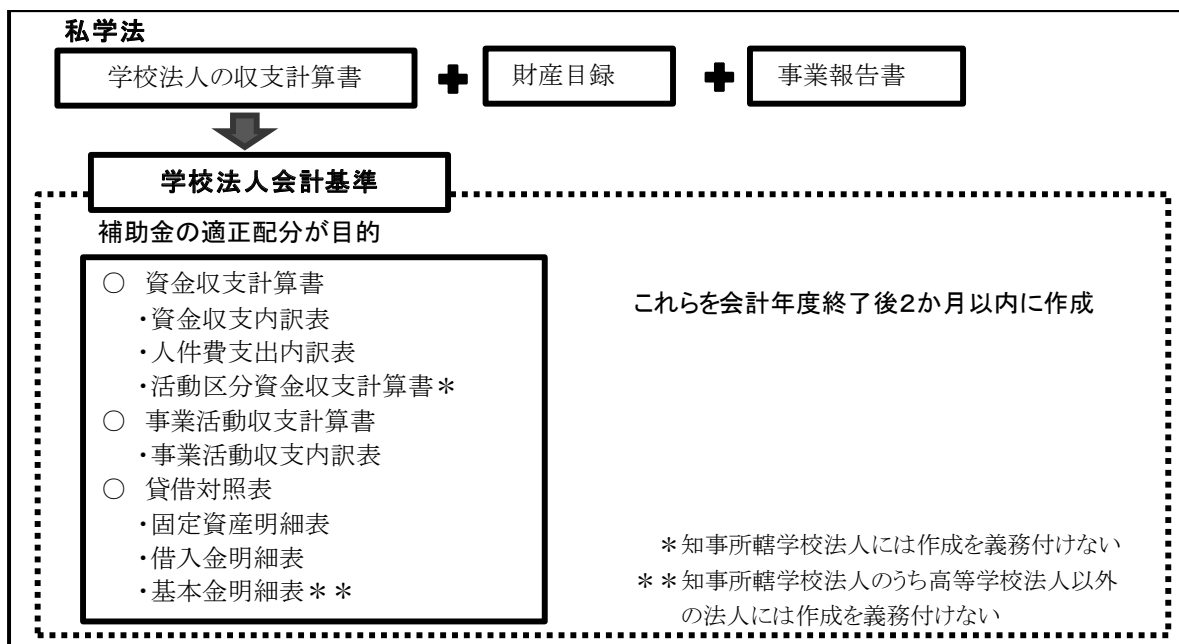 私学法
学校法人の収支計算書 + 財産目録 + 事業報告書
学校法人会計基準
補助金の適正配分が目的
○ 資金収支計算書
・資金収支内訳表
・人件費支出内訳表
・活動区分資金収支計算書＊
○ 事業活動収支計算書
・事業活動収支内訳表
○ 貸借対照表
・固定資産明細表
・借入金明細表
・基本金明細表＊＊
これらを会計年度終了後２か月以内に作成
＊知事所轄学校法人には作成を義務付けない
＊＊知事所轄学校法人のうち高等学校法人以外
の法人には作成を義務付けない